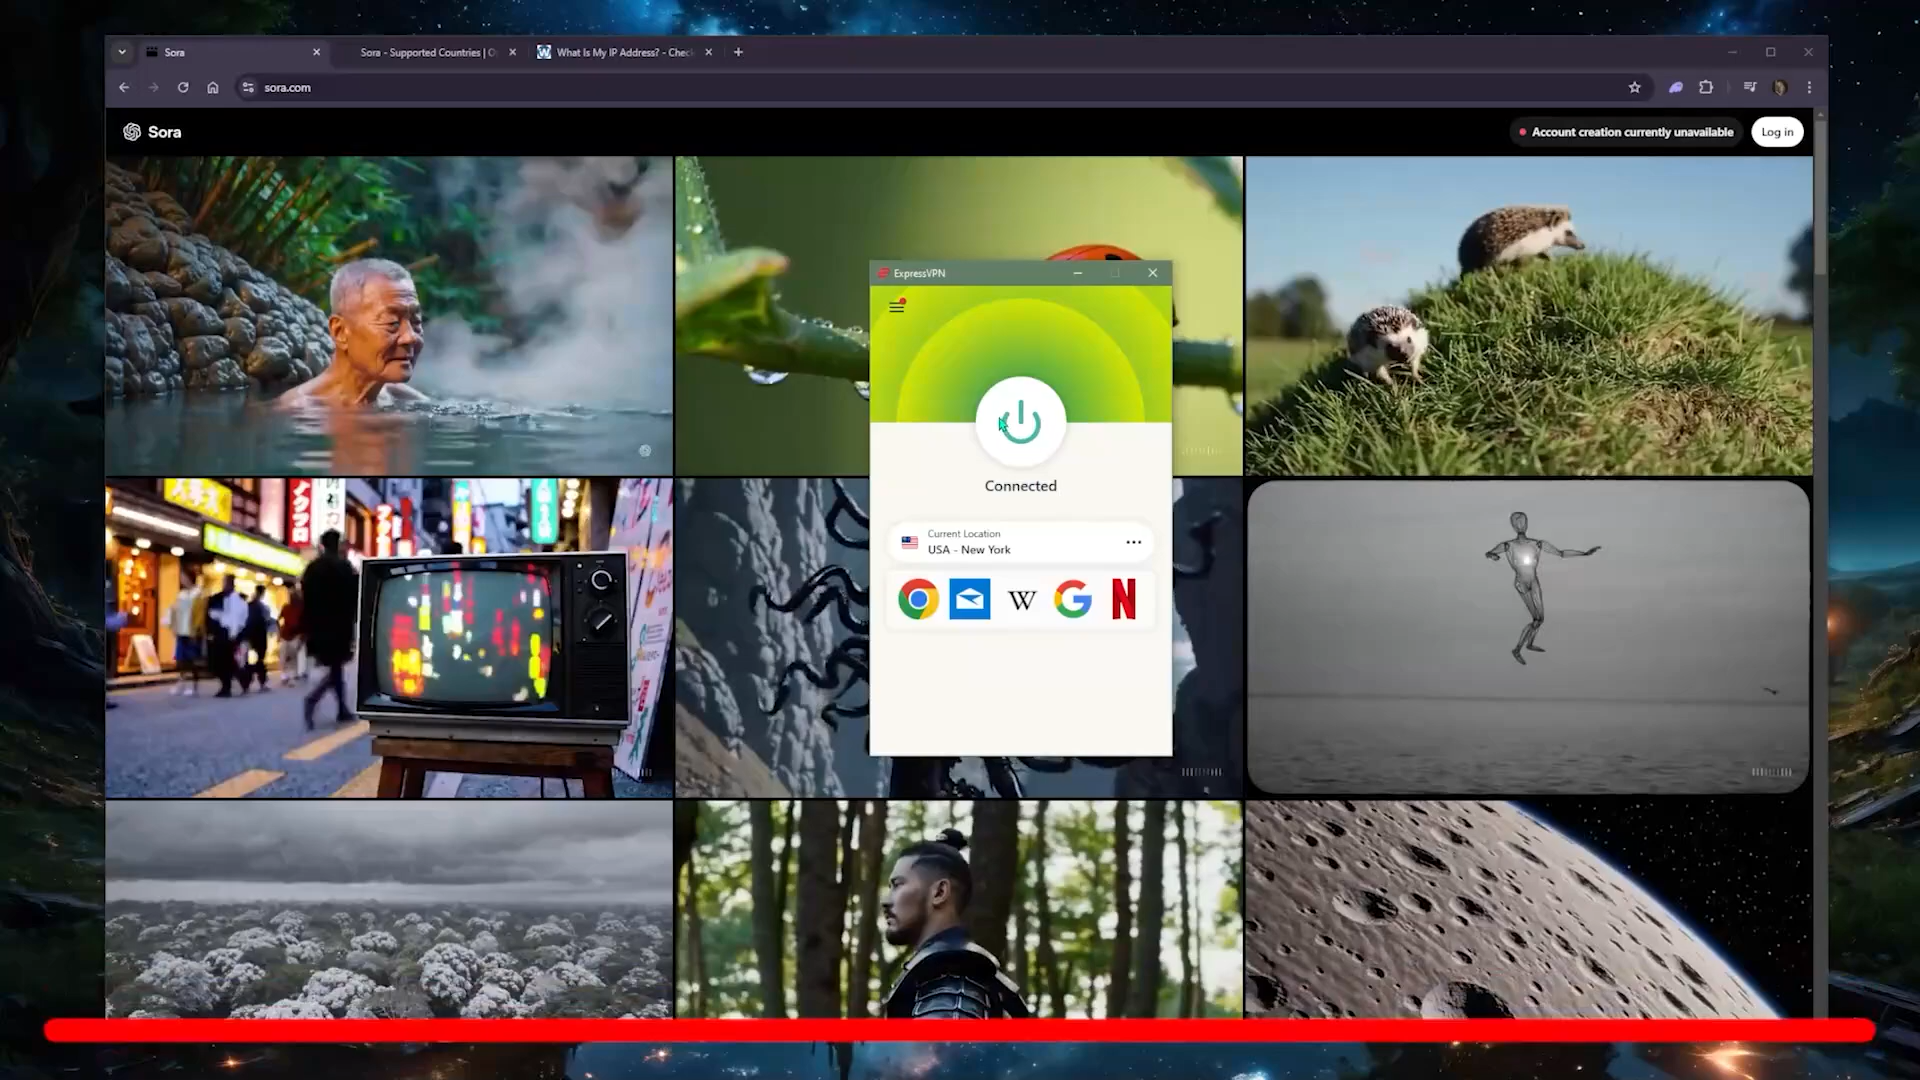 Sora
Sora - Supported Countries | O
What Is My IP Address? - Chec
sora.com
Sora
Account creation currently unavailable
Log in
ExpressVPN
Connected
Current Location
USA - New York
W
G
N